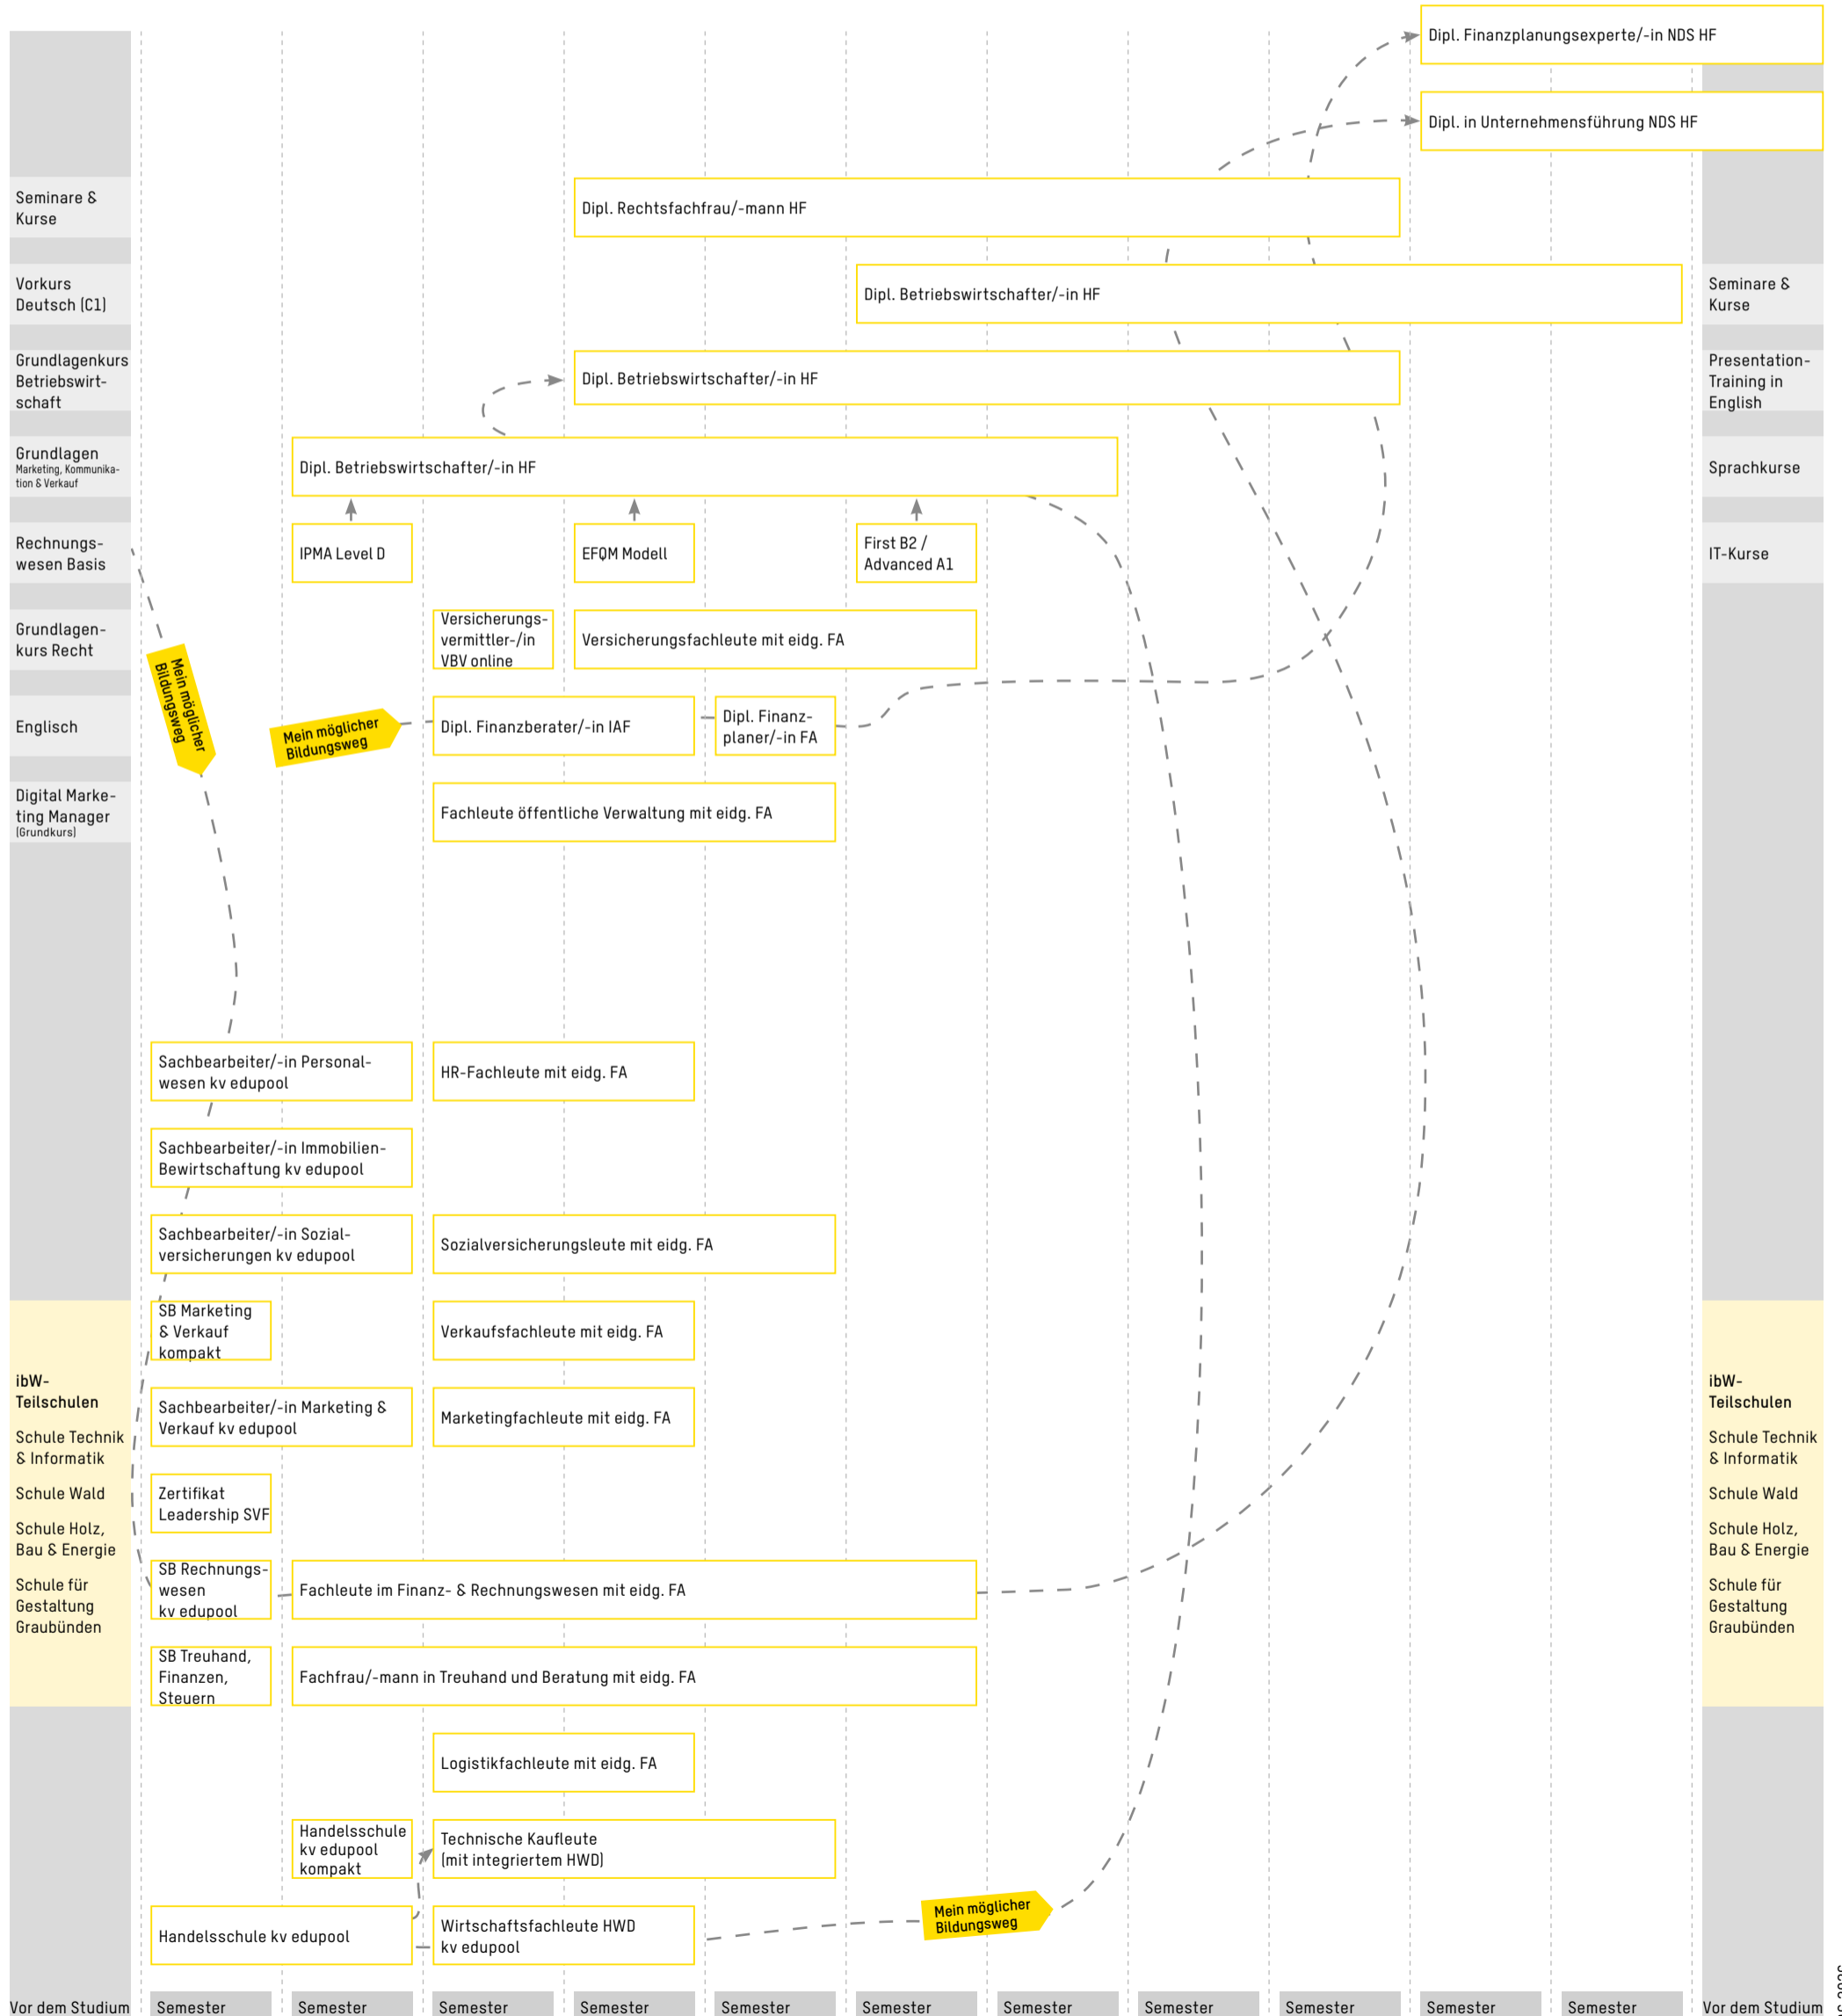 Dipl. Finanzplanungsexperte/-in NDS HF
Dipl. in Unternehmensführung NDS HF
Seminare &
Kurse
Dipl. Rechtsfachfrau/-mann HF
Vorkurs
Deutsch (C1)
Dipl. Betriebswirtschafter/-in HF
Seminare &
Kurse
Grundlagenkurs
Betriebswirt-
schaft
Dipl. Betriebswirtschafter/-in HF
Presentation-
Training in
English
Grundlagen
Marketing, Kommunika-
tion & Verkauf
Dipl. Betriebswirtschafter/-in HF
Sprachkurse
Rechnungs-
wesen Basis
IPMA Level D
EFQM Modell
First B2 /
Advanced A1
IT-Kurse
Grundlagen-
kurs Recht
Versicherungs-
vermittler-/in
VBV online
Versicherungsfachleute mit eidg. FA
Mein möglicher
Bildungsweg
Englisch
Mein möglicher
Bildungsweg
Dipl. Finanzberater/-in IAF
Dipl. Finanz-
planer/-in FA
Digital Marke-
ting Manager
(Grundkurs)
Fachleute öffentliche Verwaltung mit eidg. FA
Sachbearbeiter/-in Personal-
wesen kv edupool
HR-Fachleute mit eidg. FA
Sachbearbeiter/-in Immobilien-
Bewirtschaftung kv edupool
Sachbearbeiter/-in Sozial-
versicherungen kv edupool
Sozialversicherungsleute mit eidg. FA
SB Marketing
& Verkauf
kompakt
Verkaufsfachleute mit eidg. FA
ibW-
Teilschulen
Schule Technik
& Informatik
Schule Wald
Schule Holz,
Bau & Energie
Schule für
Gestaltung
Graubünden
Sachbearbeiter/-in Marketing &
Verkauf kv edupool
Marketingfachleute mit eidg. FA
Zertifikat
Leadership SVF
SB Rechnungs-
wesen
kv edupool
Fachleute im Finanz- & Rechnungswesen mit eidg. FA
SB Treuhand,
Finanzen,
Steuern
Fachfrau/-mann in Treuhand und Beratung mit eidg. FA
ibW-
Teilschulen
Schule Technik
& Informatik
Schule Wald
Schule Holz,
Bau & Energie
Schule für
Gestaltung
Graubünden
Logistikfachleute mit eidg. FA
Handelsschule
kv edupool
kompakt
Technische Kaufleute
(mit integriertem HWD)
Handelsschule kv edupool
Wirtschaftsfachleute HWD
kv edupool
Mein möglicher
Bildungsweg
Vor dem Studium
Semester
Semester
Semester
Semester
Semester
Semester
Semester
Semester
Semester
Semester
Semester
Vor dem Studium